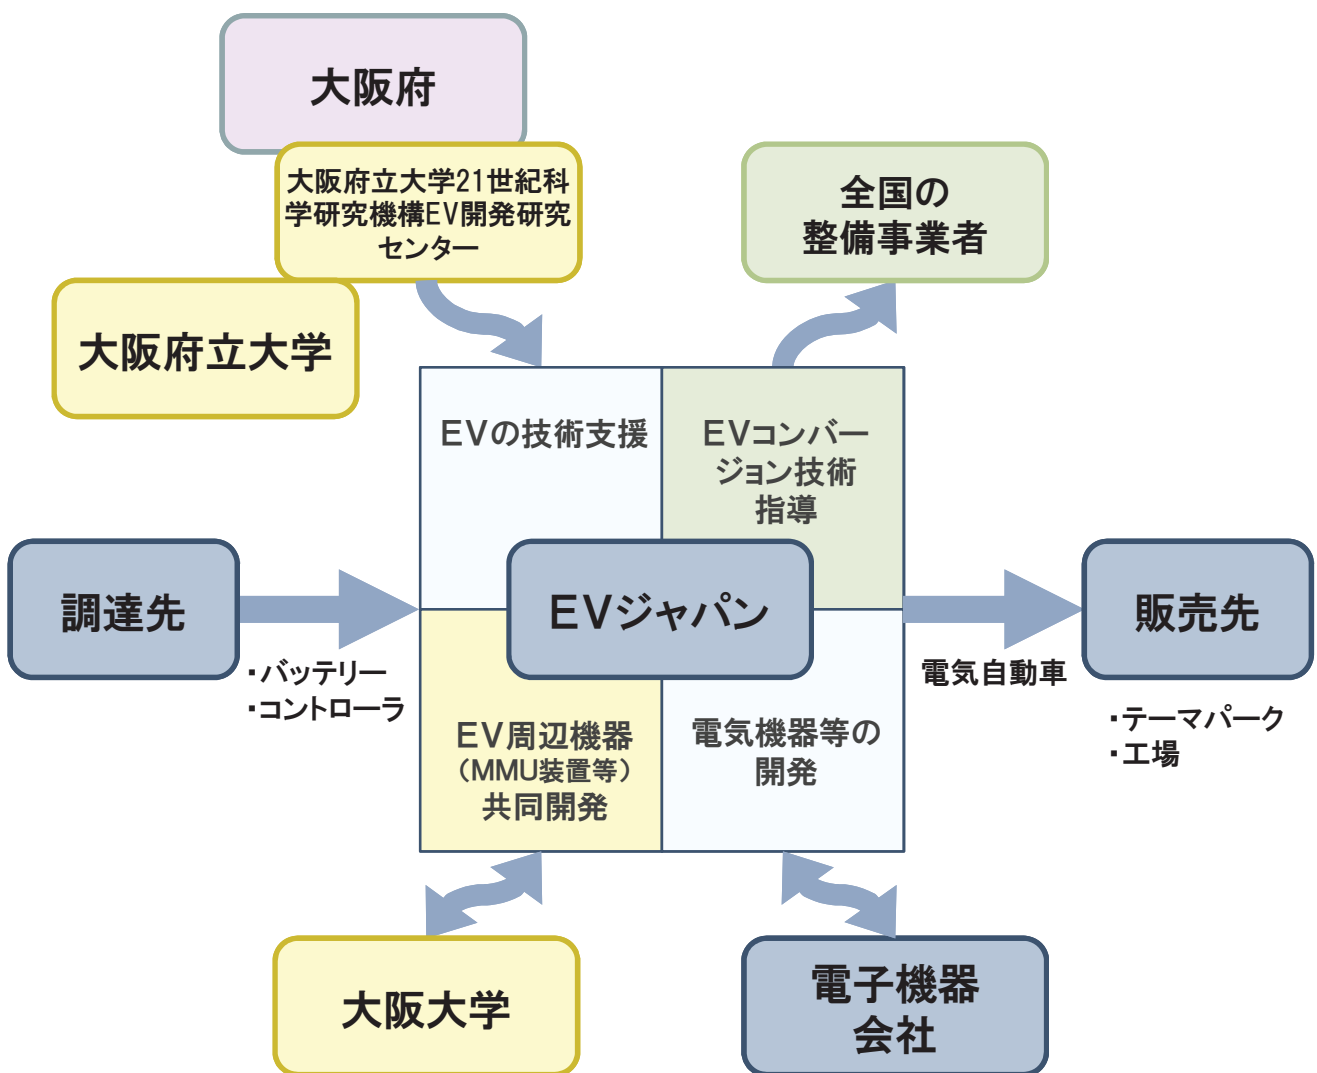 大阪府
大阪府立大学21世紀科
学研究機構EV開発研究
センター
大阪府立大学
全国の
整備事業者
EVの技術支援
EVコンバー
ジョン技術
指導
調達先
・バッテリー
・コントローラ
EVジャパン
電気自動車
販売先
・テーマパーク
・工場
EV周辺機器
（MMU装置等）
共同開発
電気機器等の
開発
大阪大学
電子機器
会社